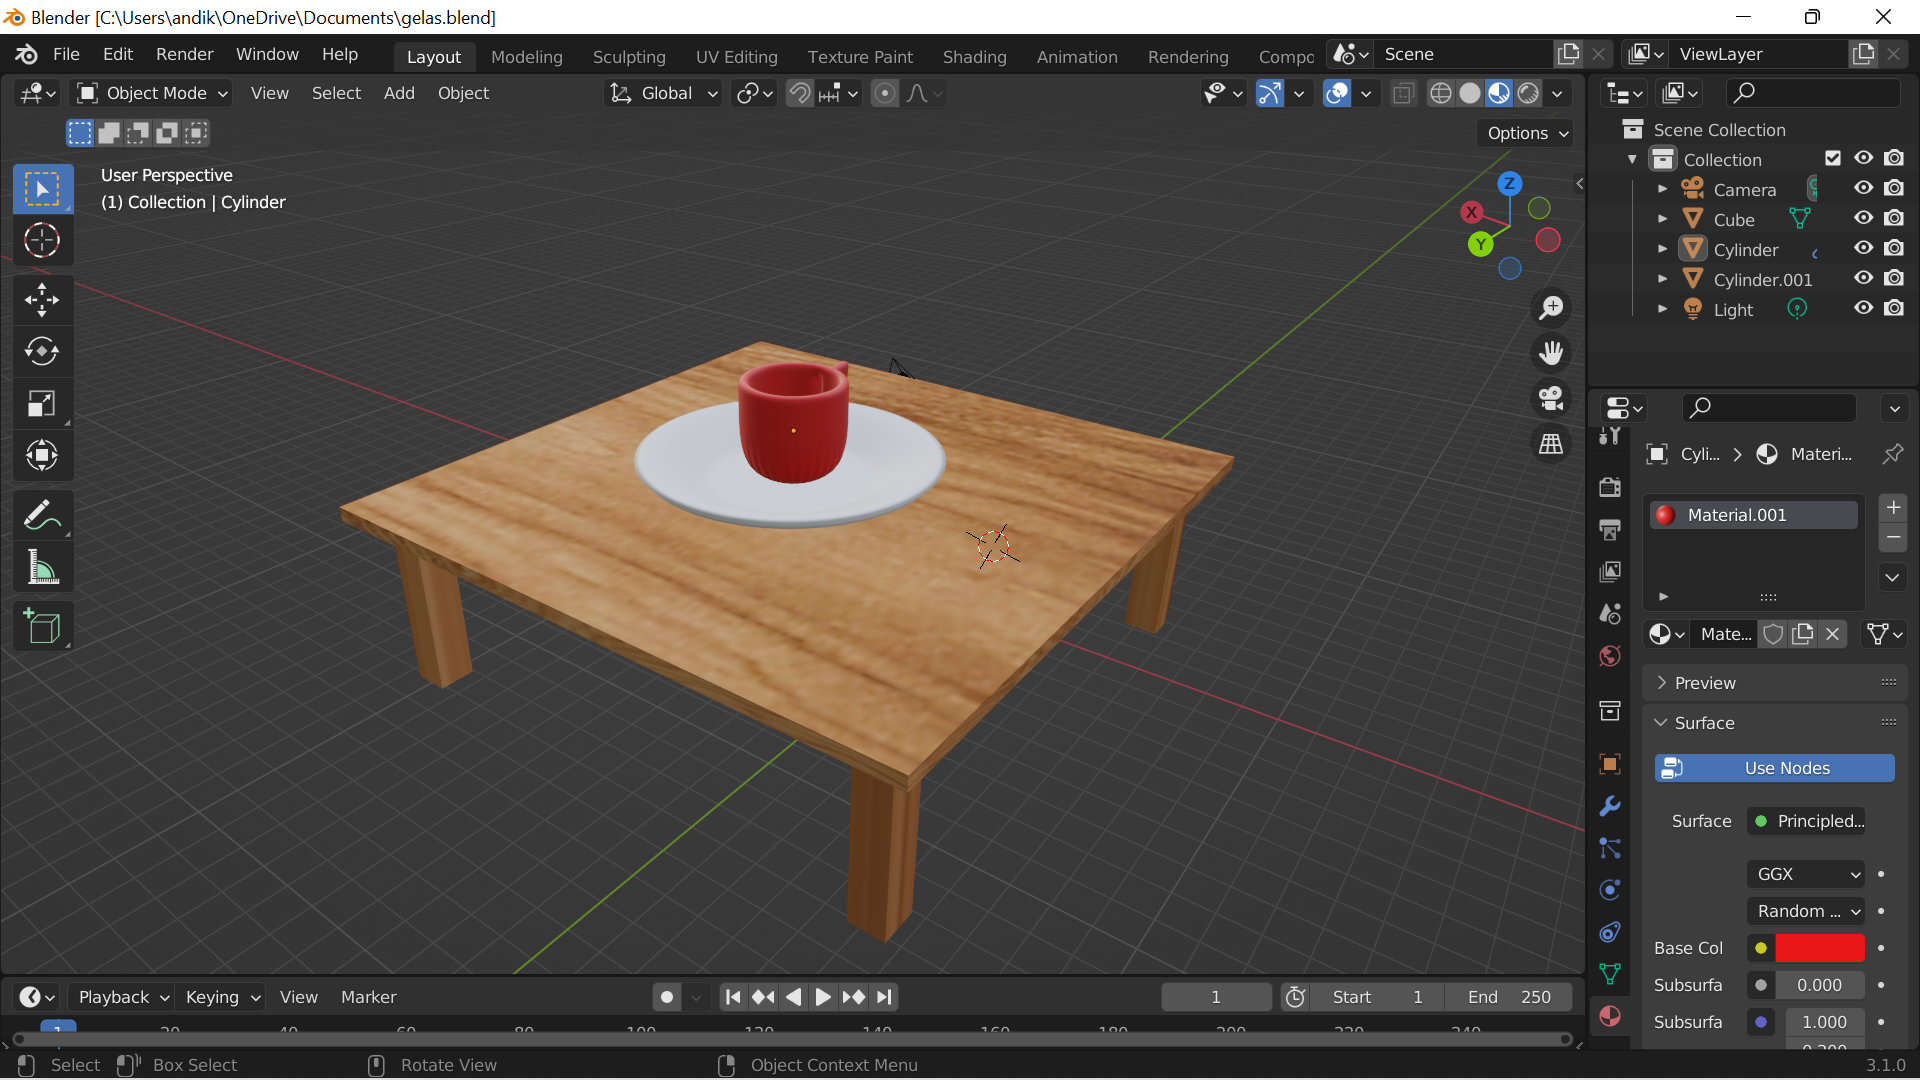 Blender [C:\Users\andik\OneDrive\Documents\gelas.blend]
File Edit Render Window Help Layout Modeling Sculpting UV Editing Texture Paint Shading Animation Rendering Compo Scene ViewLayer
Object Mode View Select Add Object Global
Options
User Perspective
(1) Collection | Cylinder
Z
X
Y
Scene Collection
Collection
Camera
Cube
Cylinder
Cylinder.001
Light
Cyli... Materi...
Material.001
Mate...
Preview
Surface
Use Nodes
Surface Principled...
GGX
Random ...
Base Col
Subsurfa 0.000
Subsurfa 1.000
Playback Keying View Marker 1 Start 1 End 250
1 20 40 60 80 100 120 140 160 180 200 220 240
Select Box Select Rotate View Object Context Menu 3.1.0